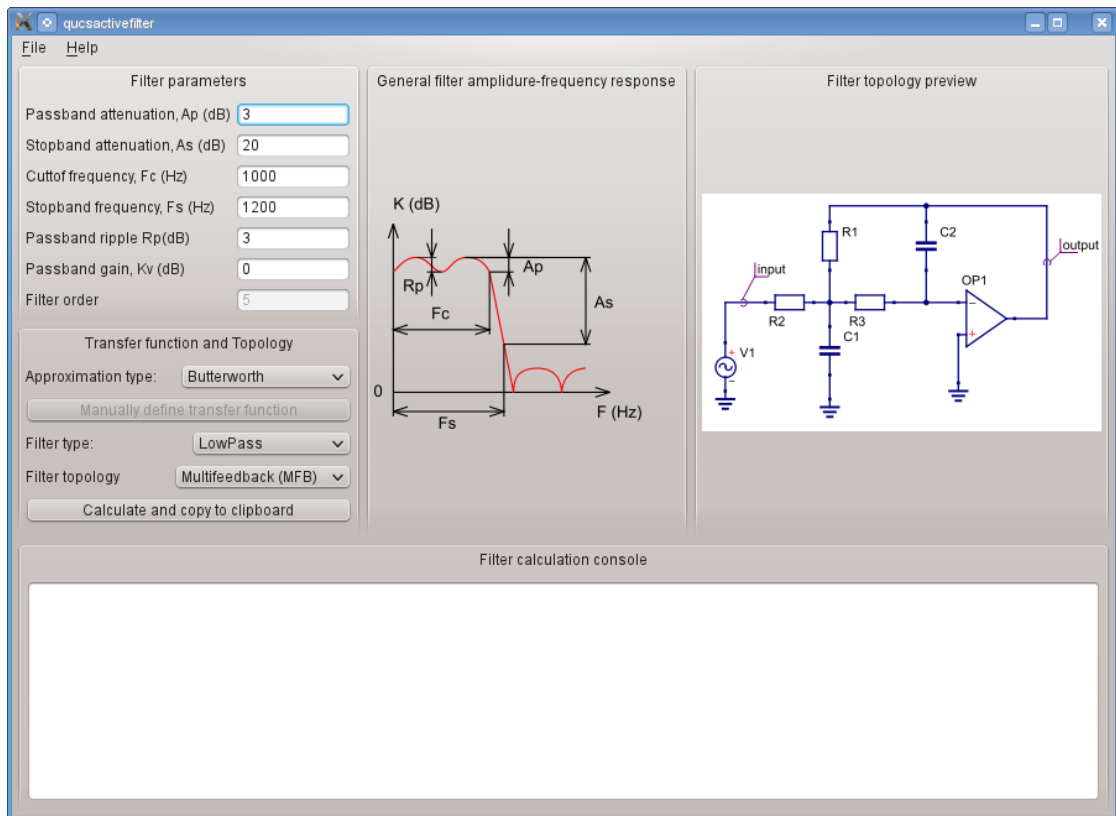 qucsactivefilter
File Help
Filter parameters
Passband attenuation, Ap (dB) 3
Stopband attenuation, As (dB) 20
Cuttof frequency, Fc (Hz) 1000
Stopband frequency, Fs (Hz) 1200
Passband ripple Rp(dB) 3
Passband gain, Kv (dB) 0
Filter order 5
Transfer function and Topology
Approximation type: Butterworth
Manually define transfer function
Filter type: LowPass
Filter topology Multifeedback (MFB)
Calculate and copy to clipboard
General filter amplidure-frequency response
K (dB)
Rp
Ap
As
Fc
0
F (Hz)
Fs
Filter topology preview
R1
C2
output
input
OP1
R2
R3
C1
V1
Filter calculation console